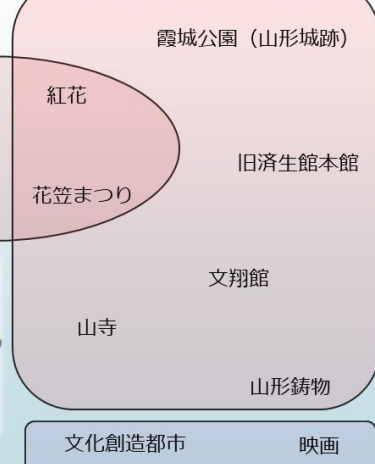 霞城公園（山形城跡）
紅花
旧済生館本館
花笠まつり
文翔館
山寺
山形鋳物
文化創造都市
映画